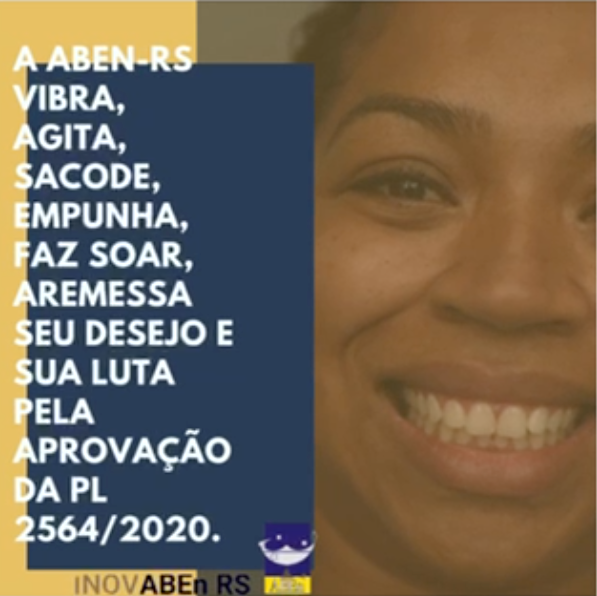 A ABEN-RS
VIBRA,
AGITA,
SACODE,
EMPUNHA,
FAZ SOAR,
AREMESSA
SEU DESEJO E
SUA LUTA
PELA
APROVAÇÃO
DA PL
2564/2020.
iNOVABEn RS
ABEn